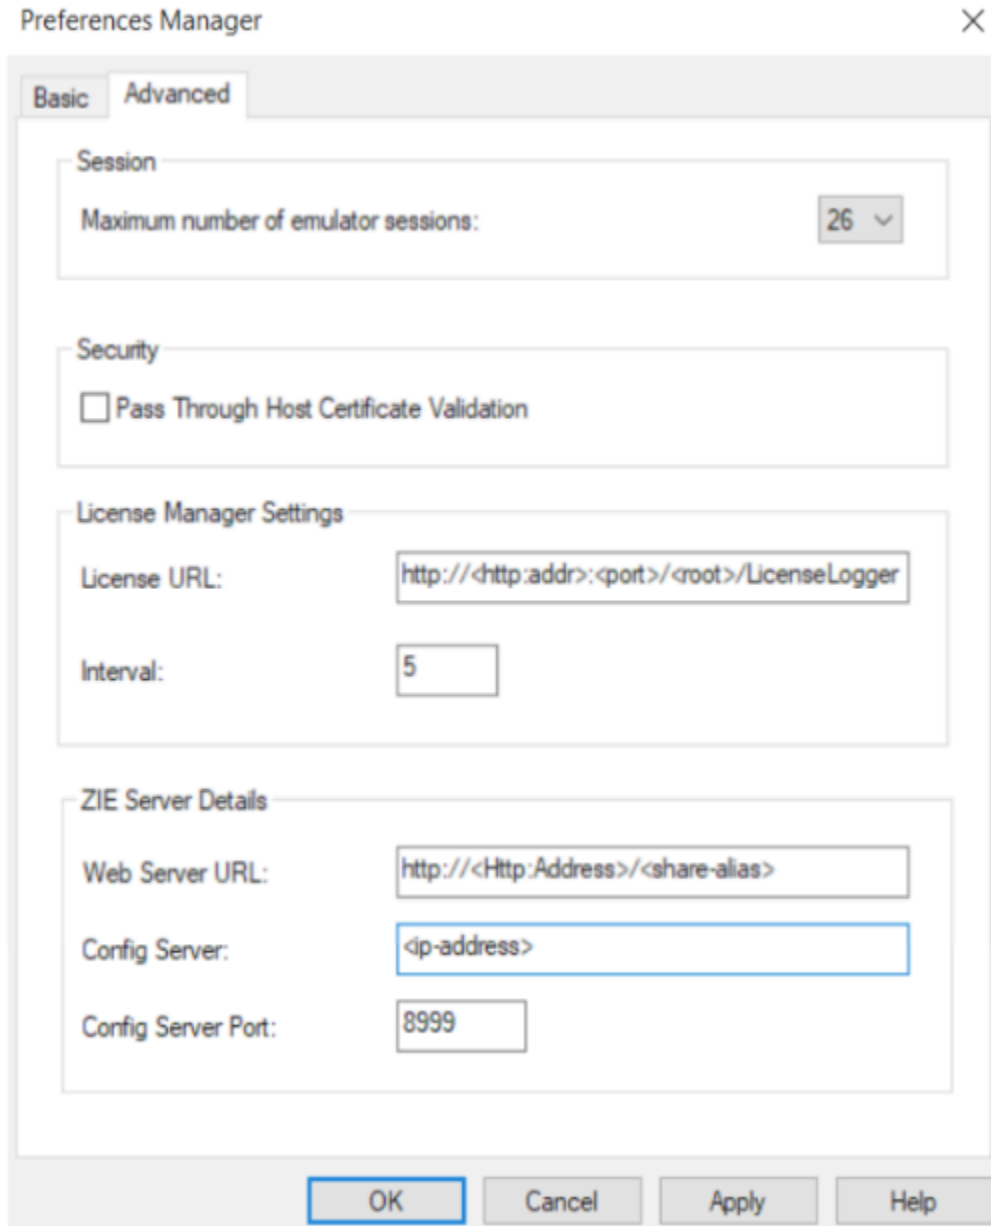 Preferences Manager
Basic Advanced
Session
Maximum number of emulator sessions: 26
Security
Pass Through Host Certificate Validation
License Manager Settings
License URL: http://<http:addr>:<port>/<root>/LicenseLogger
Interval: 5
ZIE Server Details
Web Server URL: http://<Http:Address>/<share-alias>
Config Server: <ip-address>
Config Server Port: 8999
OK Cancel Apply Help